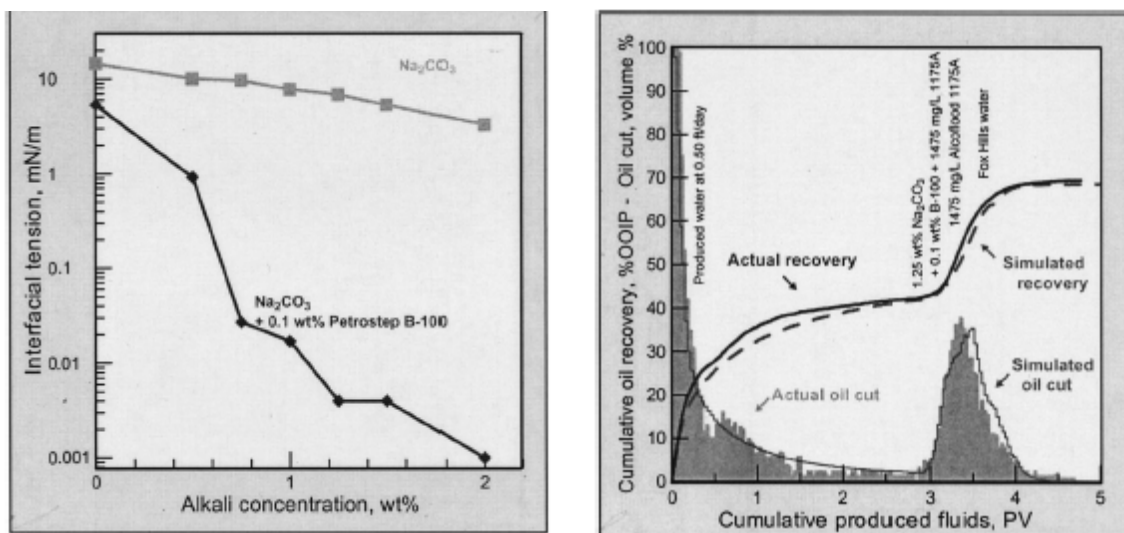 Interfacial tension, mN/m
10
1
0.1
0.01
0.001
Na₂CO₃
Na₂CO₃
+ 0.1 wt% Petrostep B-100
0
1
2
Alkali concentration, wt%
Cumulative oil recovery, %OOIP - Oil cut, volume %
100
90
80
70
60
50
40
30
20
10
0
Produced water at 0.50 ft/day
1.25 wt% Na₂CO₃
+ 0.1 wt% B-100 + 1475 mg/L 1175A
1475 mg/L Alcoflood 1175A
Fox Hills water
Actual recovery
Simulated
recovery
Actual oil cut
Simulated
oil cut
0
1
2
3
4
5
Cumulative produced fluids, PV